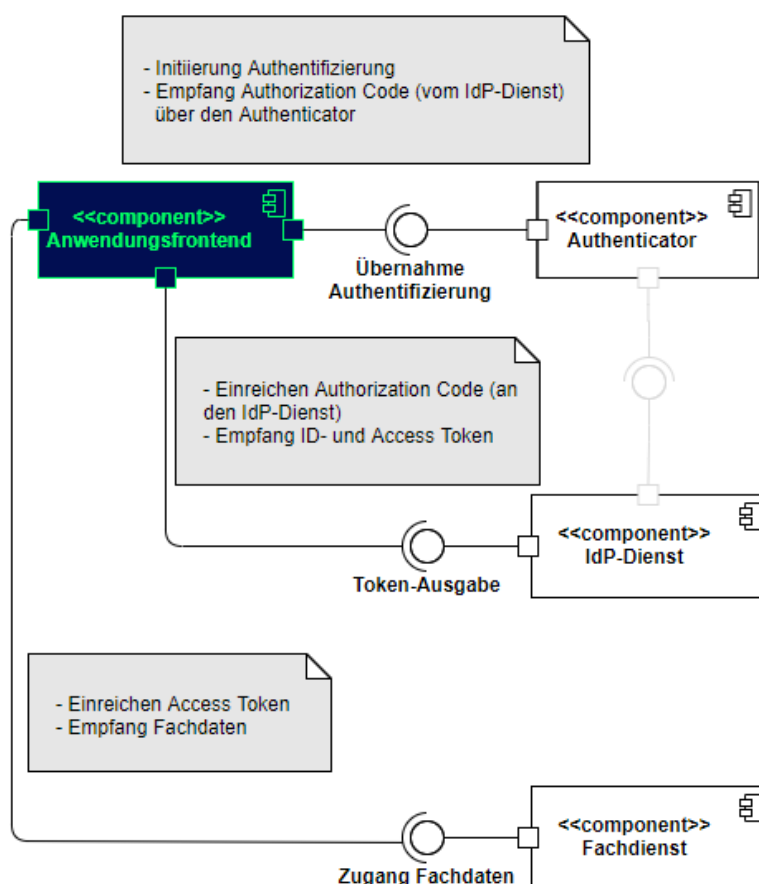 - Initiierung Authentifizierung
- Empfang Authorization Code (vom IdP-Dienst)
über den Authenticator
<<component>>
Anwendungsfrontend
<<component>>
Authenticator
Übernahme
Authentifizierung
- Einreichen Authorization Code (an
den IdP-Dienst)
- Empfang ID- und Access Token
<<component>>
IdP-Dienst
Token-Ausgabe
- Einreichen Access Token
- Empfang Fachdaten
<<component>>
Fachdienst
Zugang Fachdaten